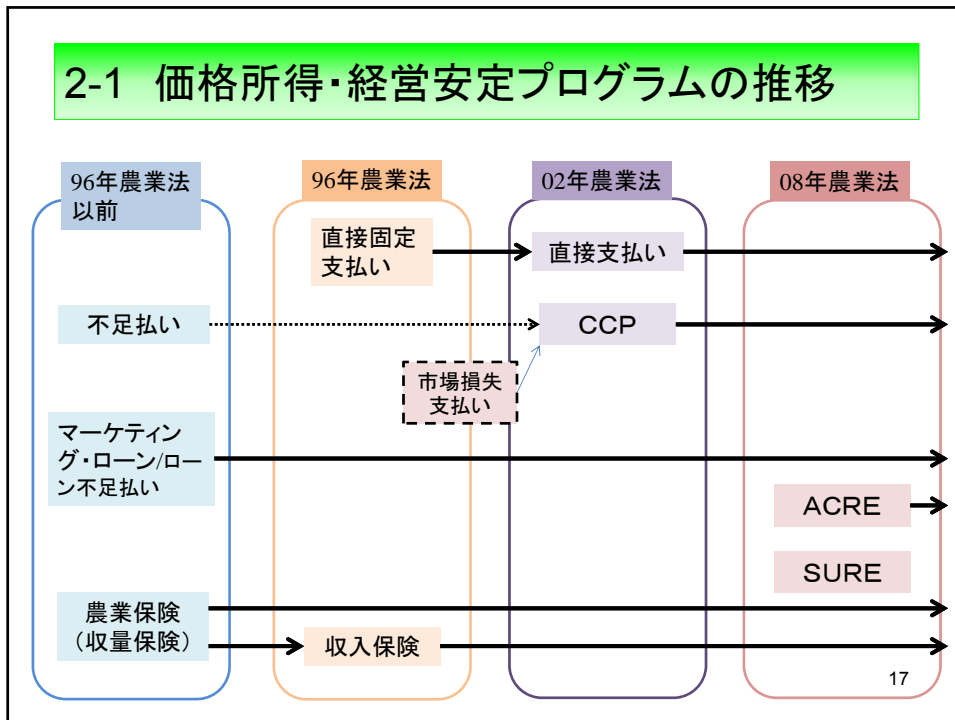 2-1 価格所得・経営安定プログラムの推移
96年農業法
以前
96年農業法
02年農業法
08年農業法
直接固定
支払い
直接支払い
不足払い
CCP
市場損失
支払い
マーケティン
グ・ローン/ロー
ン不足払い
ACRE
SURE
農業保険
（収量保険）
収入保険
17